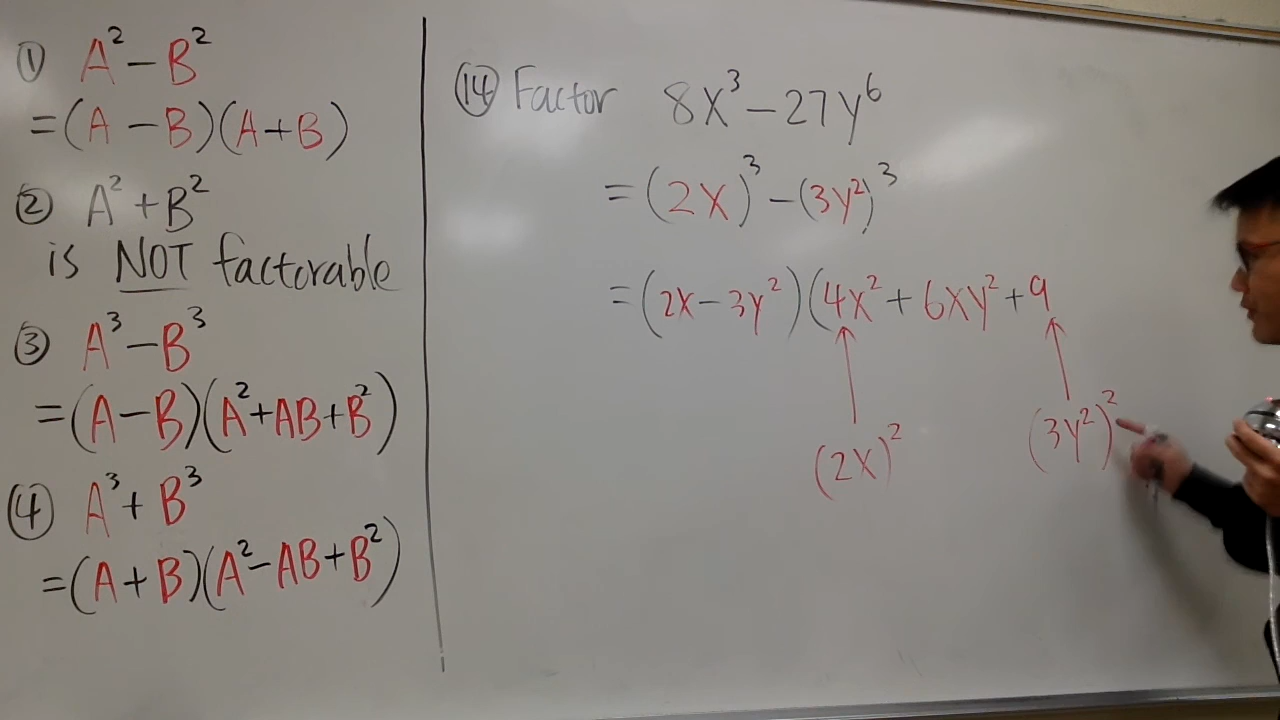 ① A² - B²
= (A - B)(A + B)
② A² + B²
is NOT factorable
③ A³ - B³
= (A - B)(A² + AB + B²)
④ A³ + B³
= (A + B)(A² - AB + B²)
⑭ Factor 8x³ - 27y⁶
= (2x)³ - (3y²)³
= (2x - 3y²)(4x² + 6xy² + 9
(2x)² (3y²)²